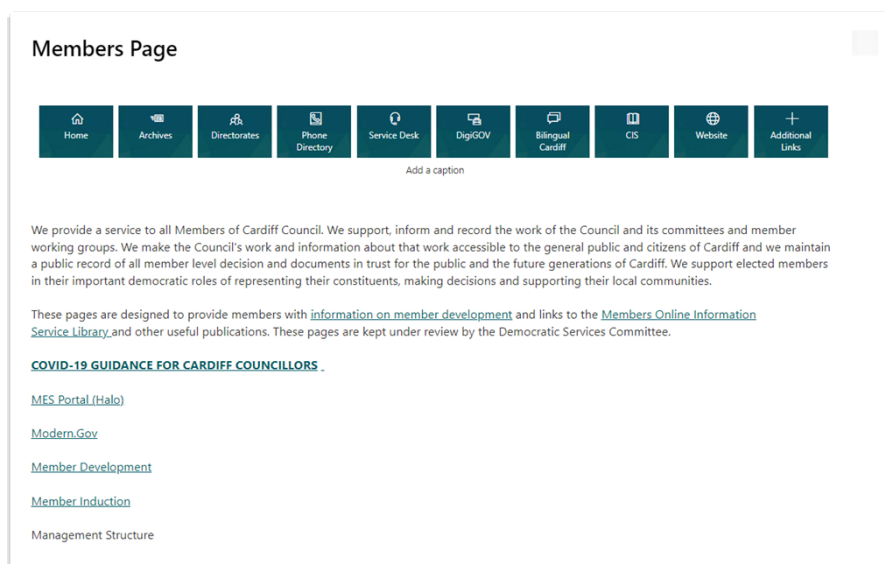 Members Page
Home
Archives
Directorates
Phone
Directory
Service Desk
DigiGOV
Bilingual
Cardiff
CIS
Website
Additional
Links
Add a caption
We provide a service to all Members of Cardiff Council. We support, inform and record the work of the Council and its committees and member
working groups. We make the Council's work and information about that work accessible to the general public and citizens of Cardiff and we maintain
a public record of all member level decision and documents in trust for the public and the future generations of Cardiff. We support elected members
in their important democratic roles of representing their constituents, making decisions and supporting their local communities.
These pages are designed to provide members with information on member development and links to the Members Online Information
Service Library and other useful publications. These pages are kept under review by the Democratic Services Committee.
COVID-19 GUIDANCE FOR CARDIFF COUNCILLORS
MES Portal (Halo)
Modern.Gov
Member Development
Member Induction
Management Structure